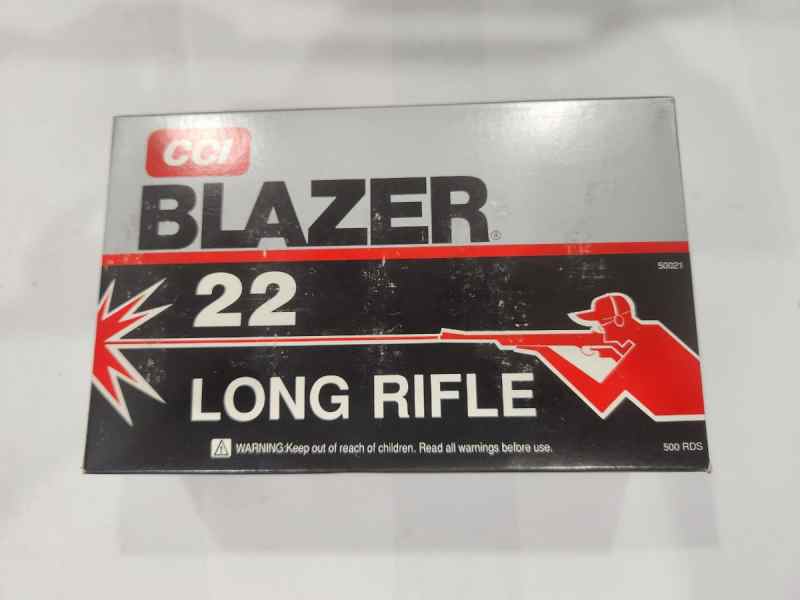 CCI
BLAZER®
50021
22
LONG RIFLE
WARNING:Keep out of reach of children. Read all warnings before use.
500 RDS